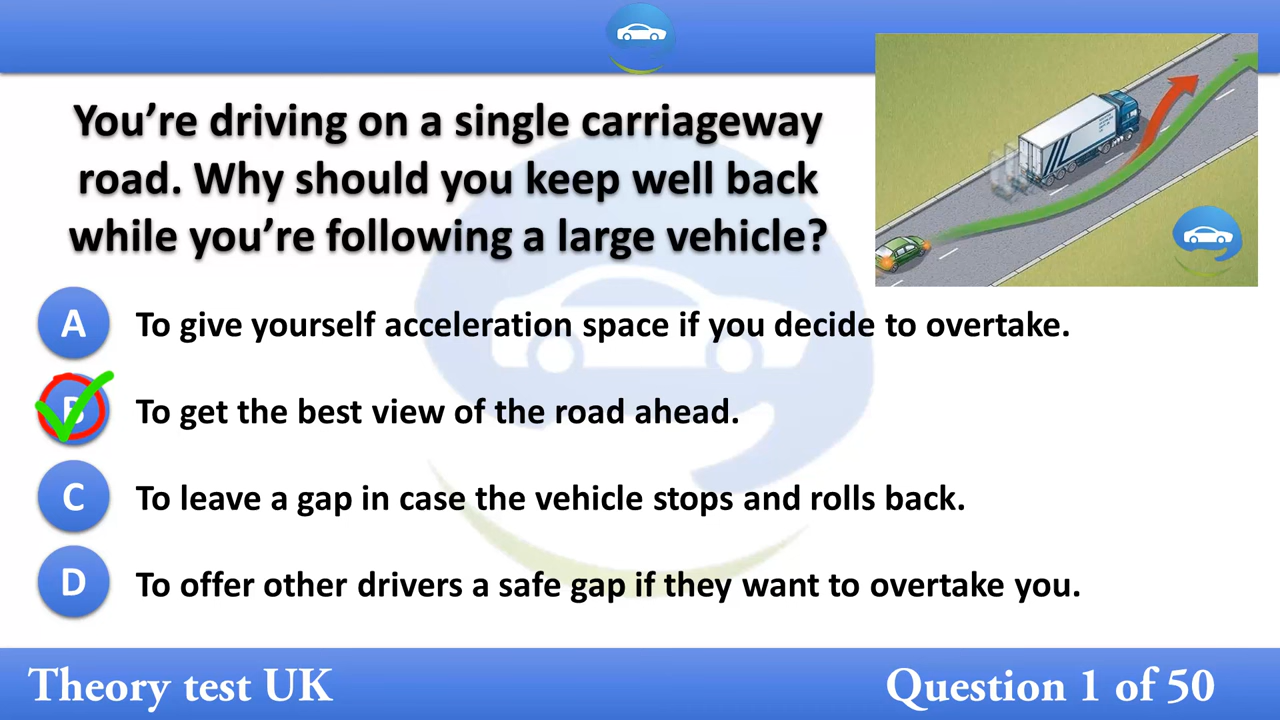 You’re driving on a single carriageway
road. Why should you keep well back
while you’re following a large vehicle?
A To give yourself acceleration space if you decide to overtake.
B To get the best view of the road ahead.
C To leave a gap in case the vehicle stops and rolls back.
D To offer other drivers a safe gap if they want to overtake you.
Theory test UK
Question 1 of 50